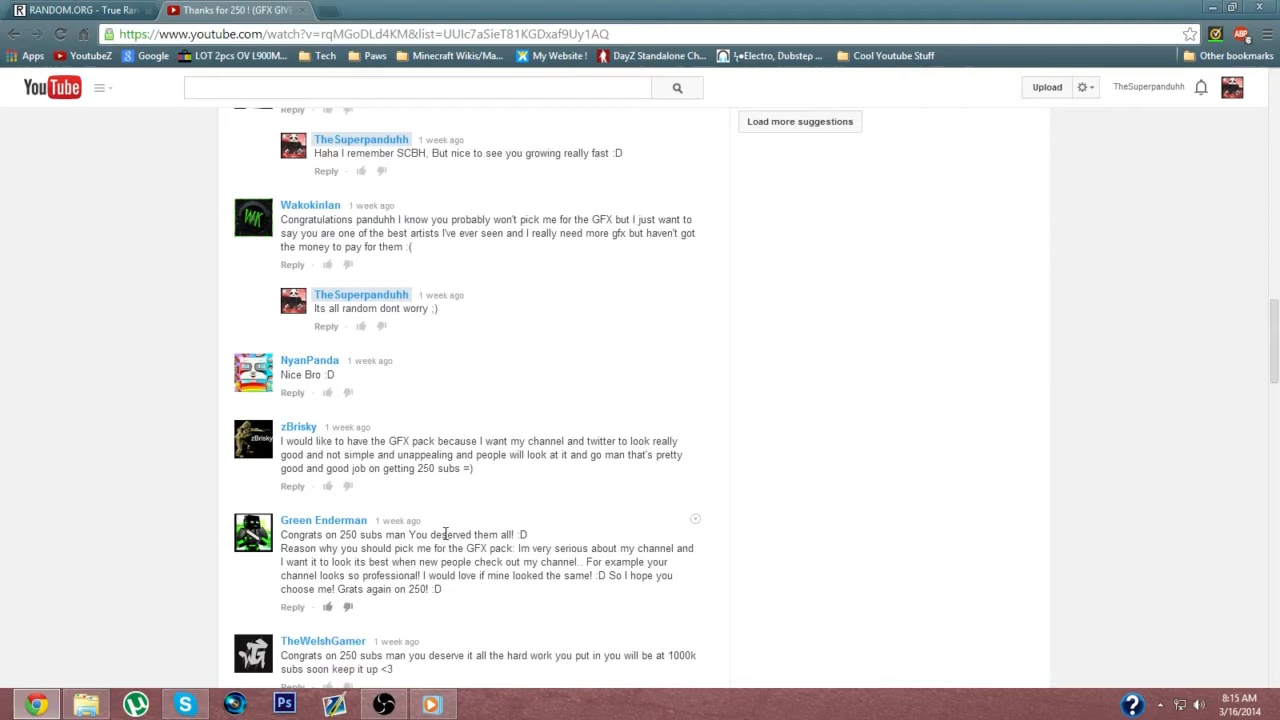 RANDOM.ORG - True Ran
Thanks for 250 ! (GFX GIVE
https://www.youtube.com/watch?v=rqMGoDLd4KM&list=UUIc7aSieT81KGDxaf9Uy1AQ
Apps YoutubeZ Google LOT 2PCS OV L900M... Tech Paws Minecraft Wikis/Mo... My Website ! DayZ Standalone Ch... Electro, Dubstep ... Cool Youtube Stuff Other bookmarks
YouTube Upload TheSuperpanduhh
Reply
Load more suggestions
TheSuperpanduhh 1 week ago
Haha I remember SCBH, But nice to see you growing really fast :D
Reply
Wakokinlan 1 week ago
Congratulations panduhh I know you probably won't pick me for the GFX but I just want to
say you are one of the best artists I've ever seen and I really need more gfx but haven't got
the money to pay for them :(
Reply
TheSuperpanduhh 1 week ago
Its all random dont worry ;)
Reply
NyanPanda 1 week ago
Nice Bro :D
Reply
zBrisky 1 week ago
zBrisky
I would like to have the GFX pack because I want my channel and twitter to look really
good and not simple and unappealing and people will look at it and go man that's pretty
good and good job on getting 250 subs =)
Reply
Green Enderman 1 week ago
Congrats on 250 subs man You deserved them all! :D
Reason why you should pick me for the GFX pack: Im very serious about my channel and
I want it to look its best when new people check out my channel.. For example your
channel looks so professional! I would love if mine looked the same! :D So I hope you
choose me! Grats again on 250! :D
Reply
TheWelshGamer 1 week ago
Congrats on 250 subs man you deserve it all the hard work you put in you will be at 1000k
subs soon keep it up <3
Reply
8:15 AM
3/16/2014